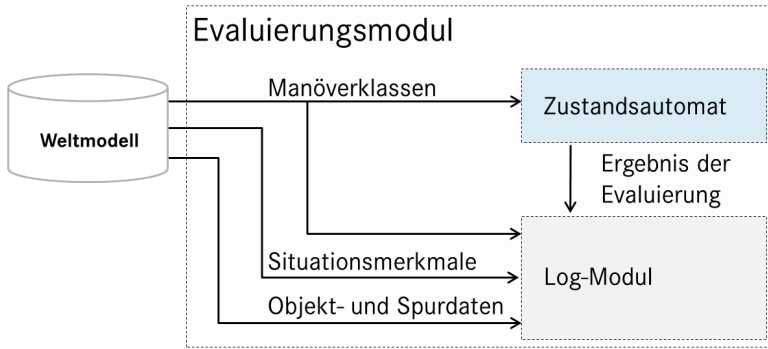 Evaluierungsmodul
Manöverklassen
Weltmodell
Zustandsautomat
Ergebnis der
Evaluierung
Situationsmerkmale
Log-Modul
Objekt- und Spurdaten